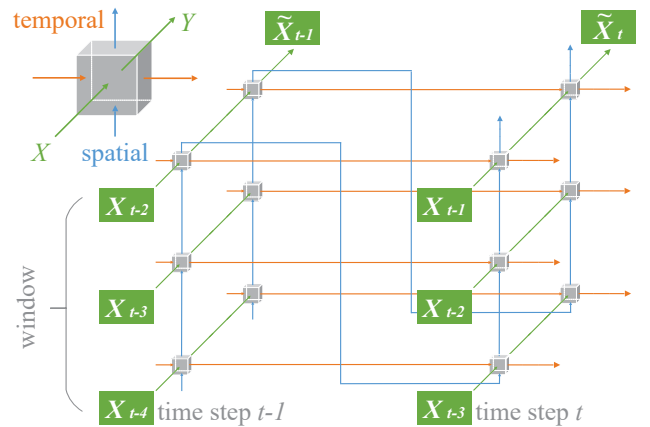 temporal
Y
X
spatial
X̃ t-1
X̃ t
X t-2
X t-1
X t-3
X t-2
X t-4
time step t-1
X t-3
time step t
window